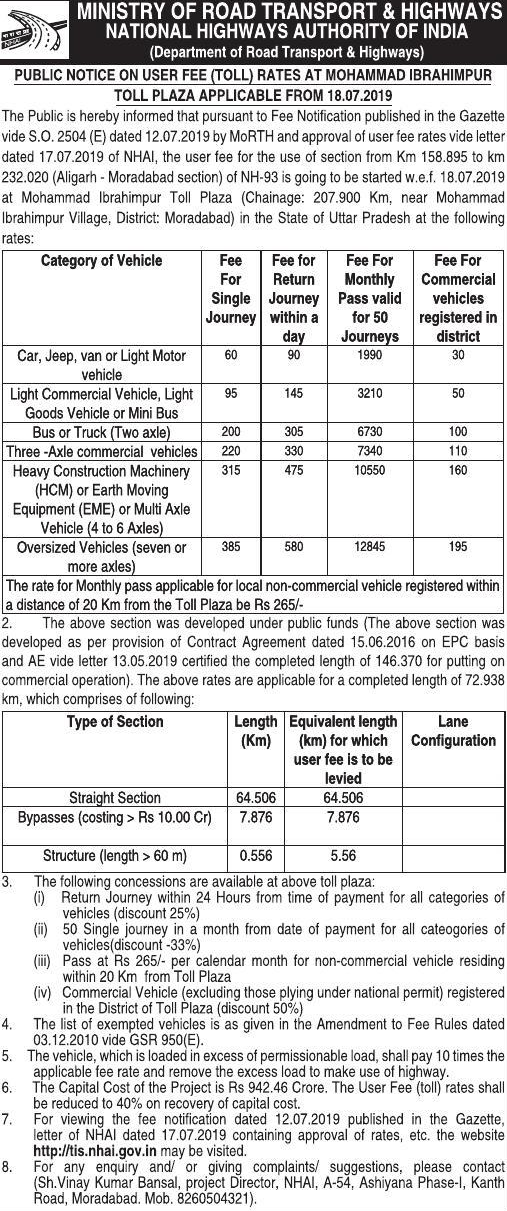 MINISTRY OF ROAD TRANSPORT & HIGHWAYS
NATIONAL HIGHWAYS AUTHORITY OF INDIA
(Department of Road Transport & Highways)
PUBLIC NOTICE ON USER FEE (TOLL) RATES AT MOHAMMAD IBRAHIMPUR
TOLL PLAZA APPLICABLE FROM 18.07.2019
The Public is hereby informed that pursuant to Fee Notification published in the Gazette
vide S.O. 2504 (E) dated 12.07.2019 by MoRTH and approval of user fee rates vide letter
dated 17.07.2019 of NHAI, the user fee for the use of section from Km 158.895 to km
232.020 (Aligarh - Moradabad section) of NH-93 is going to be started w.e.f. 18.07.2019
at Mohammad Ibrahimpur Toll Plaza (Chainage: 207.900 Km, near Mohammad
Ibrahimpur Village, District: Moradabad) in the State of Uttar Pradesh at the following
rates:
Category of Vehicle Fee For Single Journey Fee for Return Journey within a day Fee For Monthly Pass valid for 50 Journeys Fee For Commercial vehicles registered in district
Car, Jeep, van or Light Motor vehicle 60 90 1990 30
Light Commercial Vehicle, Light Goods Vehicle or Mini Bus 95 145 3210 50
Bus or Truck (Two axle) 200 305 6730 100
Three -Axle commercial vehicles 220 330 7340 110
Heavy Construction Machinery (HCM) or Earth Moving Equipment (EME) or Multi Axle Vehicle (4 to 6 Axles) 315 475 10550 160
Oversized Vehicles (seven or more axles) 385 580 12845 195
The rate for Monthly pass applicable for local non-commercial vehicle registered within
a distance of 20 Km from the Toll Plaza be Rs 265/-
2. The above section was developed under public funds (The above section was
developed as per provision of Contract Agreement dated 15.06.2016 on EPC basis
and AE vide letter 13.05.2019 certified the completed length of 146.370 for putting on
commercial operation). The above rates are applicable for a completed length of 72.938
km, which comprises of following:
Type of Section Length (Km) Equivalent length (km) for which user fee is to be levied Lane Configuration
Straight Section 64.506 64.506
Bypasses (costing > Rs 10.00 Cr) 7.876 7.876
Structure (length > 60 m) 0.556 5.56
3. The following concessions are available at above toll plaza:
(i) Return Journey within 24 Hours from time of payment for all categories of
vehicles (discount 25%)
(ii) 50 Single journey in a month from date of payment for all cateogories of
vehicles(discount -33%)
(iii) Pass at Rs 265/- per calendar month for non-commercial vehicle residing
within 20 Km from Toll Plaza
(iv) Commercial Vehicle (excluding those plying under national permit) registered
in the District of Toll Plaza (discount 50%)
4. The list of exempted vehicles is as given in the Amendment to Fee Rules dated
03.12.2010 vide GSR 950(E).
5. The vehicle, which is loaded in excess of permissionable load, shall pay 10 times the
applicable fee rate and remove the excess load to make use of highway.
6. The Capital Cost of the Project is Rs 942.46 Crore. The User Fee (toll) rates shall
be reduced to 40% on recovery of capital cost.
7. For viewing the fee notification dated 12.07.2019 published in the Gazette,
letter of NHAI dated 17.07.2019 containing approval of rates, etc. the website
http://tis.nhai.gov.in may be visited.
8. For any enquiry and/ or giving complaints/ suggestions, please contact
(Sh.Vinay Kumar Bansal, project Director, NHAI, A-54, Ashiyana Phase-I, Kanth
Road, Moradabad. Mob. 8260504321).